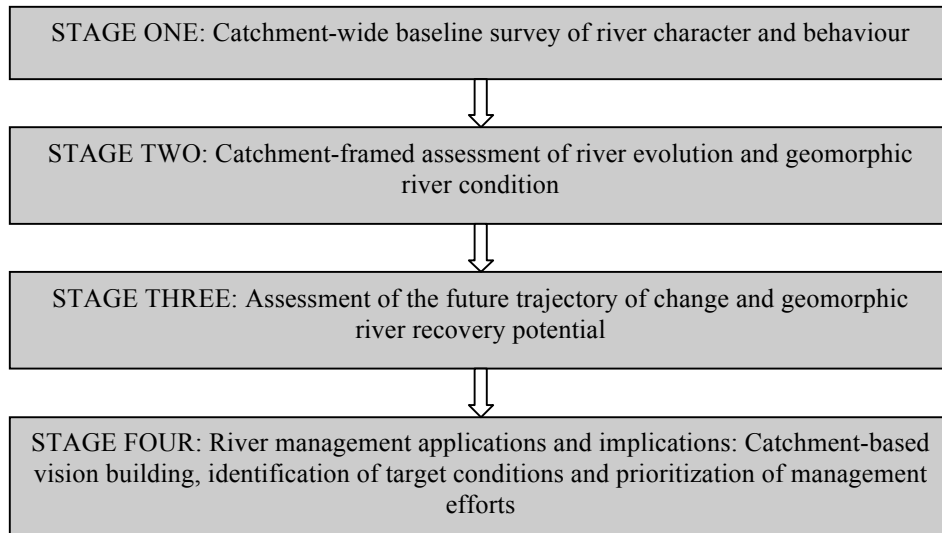 STAGE ONE: Catchment-wide baseline survey of river character and behaviour
STAGE TWO: Catchment-framed assessment of river evolution and geomorphic
river condition
STAGE THREE: Assessment of the future trajectory of change and geomorphic
river recovery potential
STAGE FOUR: River management applications and implications: Catchment-based
vision building, identification of target conditions and prioritization of management
efforts